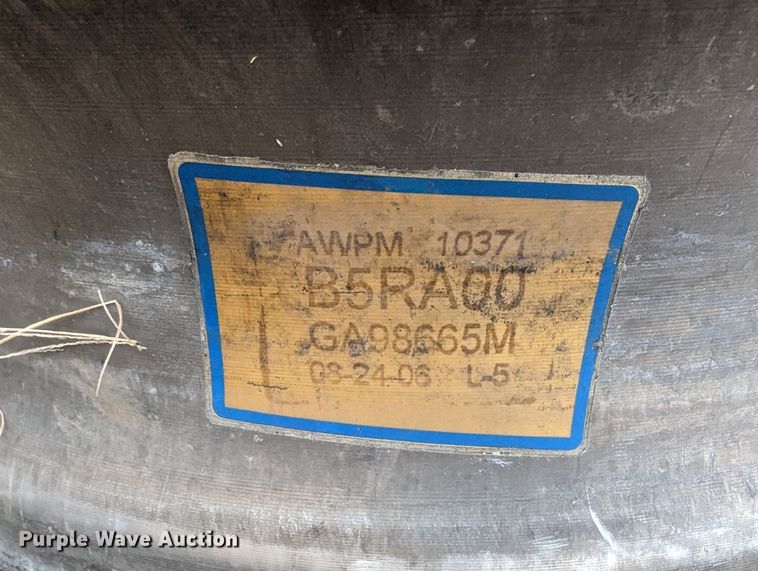 AWPM 10371
B5RA00
GA98665M
08-24-06 L-5
Purple Wave Auction